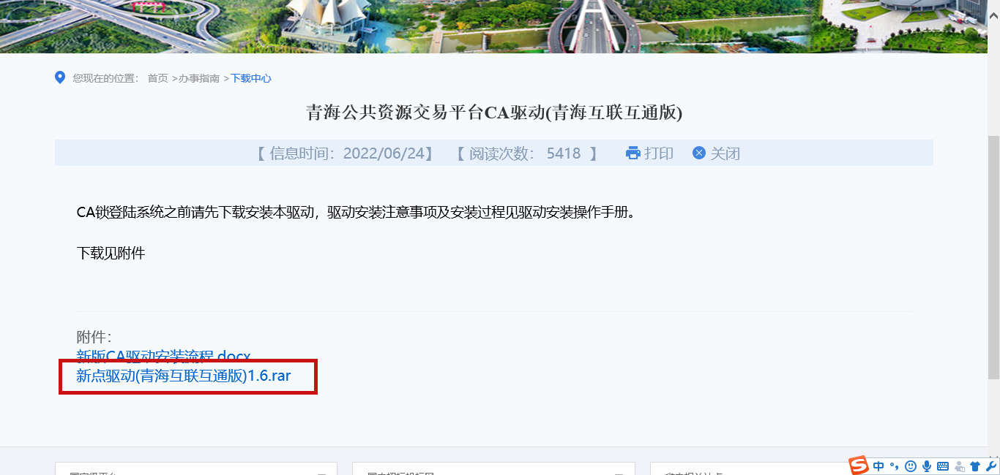 您现在的位置： 首页 >办事指南 >下载中心
青海公共资源交易平台CA驱动(青海互联互通版)
【 信息时间：2022/06/24】 【 阅读次数： 5418 】 打印 关闭
CA锁登陆系统之前请先下载安装本驱动，驱动安装注意事项及安装过程见驱动安装操作手册。
下载见附件
附件：
新版CA驱动安装流程.docx
新点驱动(青海互联互通版)1.6.rar
中